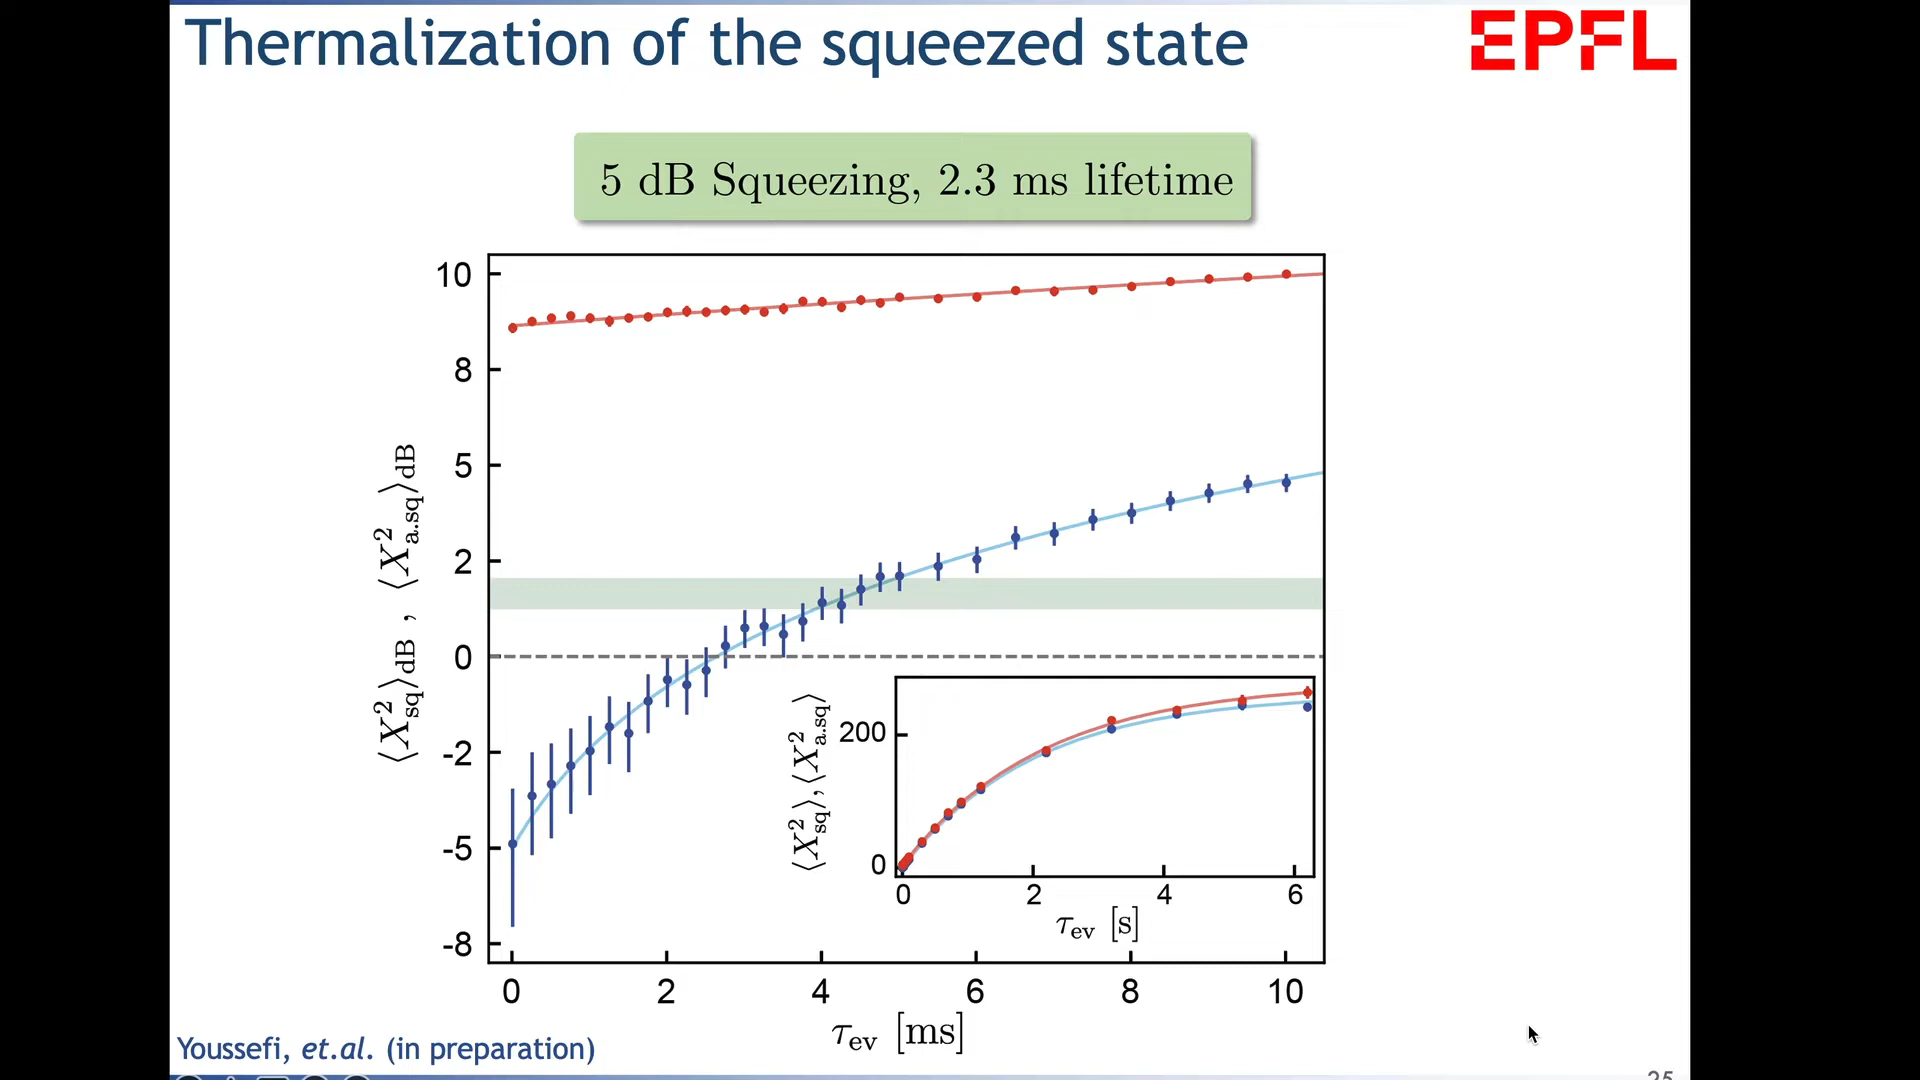 Thermalization of the squeezed state
EPFL
5 dB Squeezing, 2.3 ms lifetime
10
8
5
2
0
-2
-5
-8
⟨X²sq⟩dB , ⟨X²a.sq⟩dB
0 2 4 6 8 10
τev [ms]
200
0
⟨X²sq⟩,⟨X²a.sq⟩
0 2 4 6
τev [s]
Youssefi, et.al. (in preparation)
25